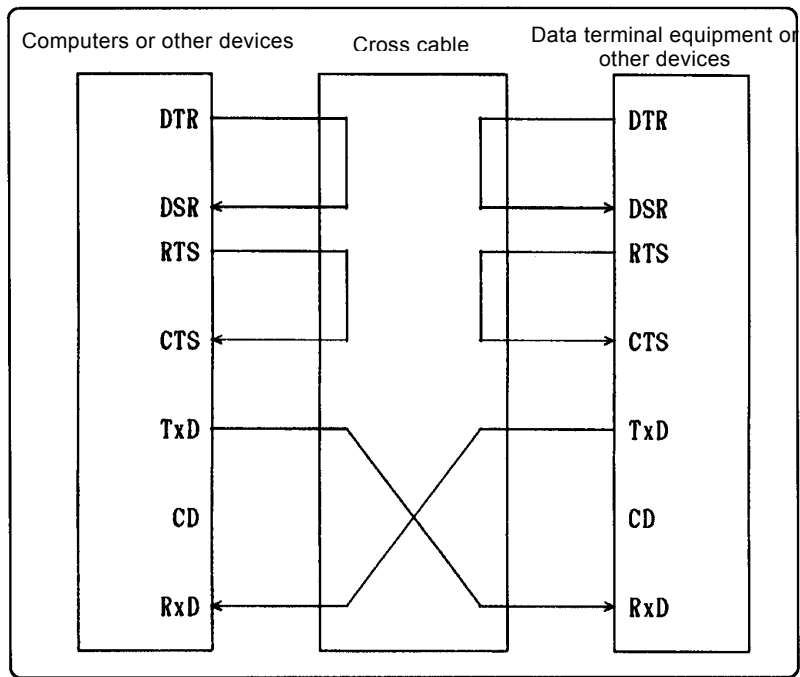 Computers or other devices
Cross cable
Data terminal equipment or
other devices
DTR
DSR
RTS
CTS
TxD
CD
RxD
DTR
DSR
RTS
CTS
TxD
CD
RxD